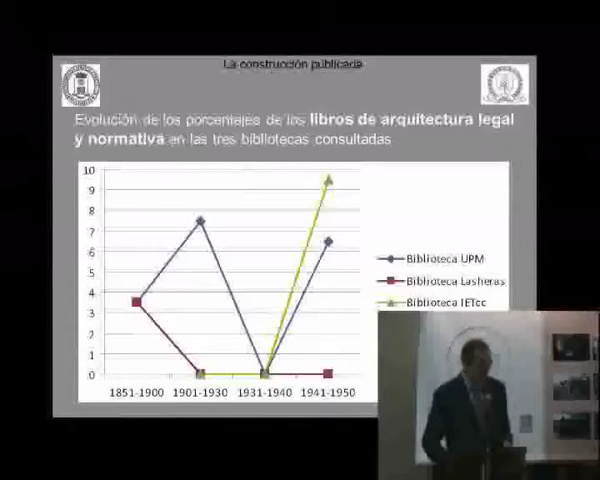 La construcción publicada
Evolución de los porcentajes de los libros de arquitectura legal
y normativa en las tres bibliotecas consultadas
10
9
8
7
6
5
4
3
2
1
0
1851-1900 1901-1930 1931-1940 1941-1950
Biblioteca UPM
Biblioteca Lasheras
Biblioteca IETcc